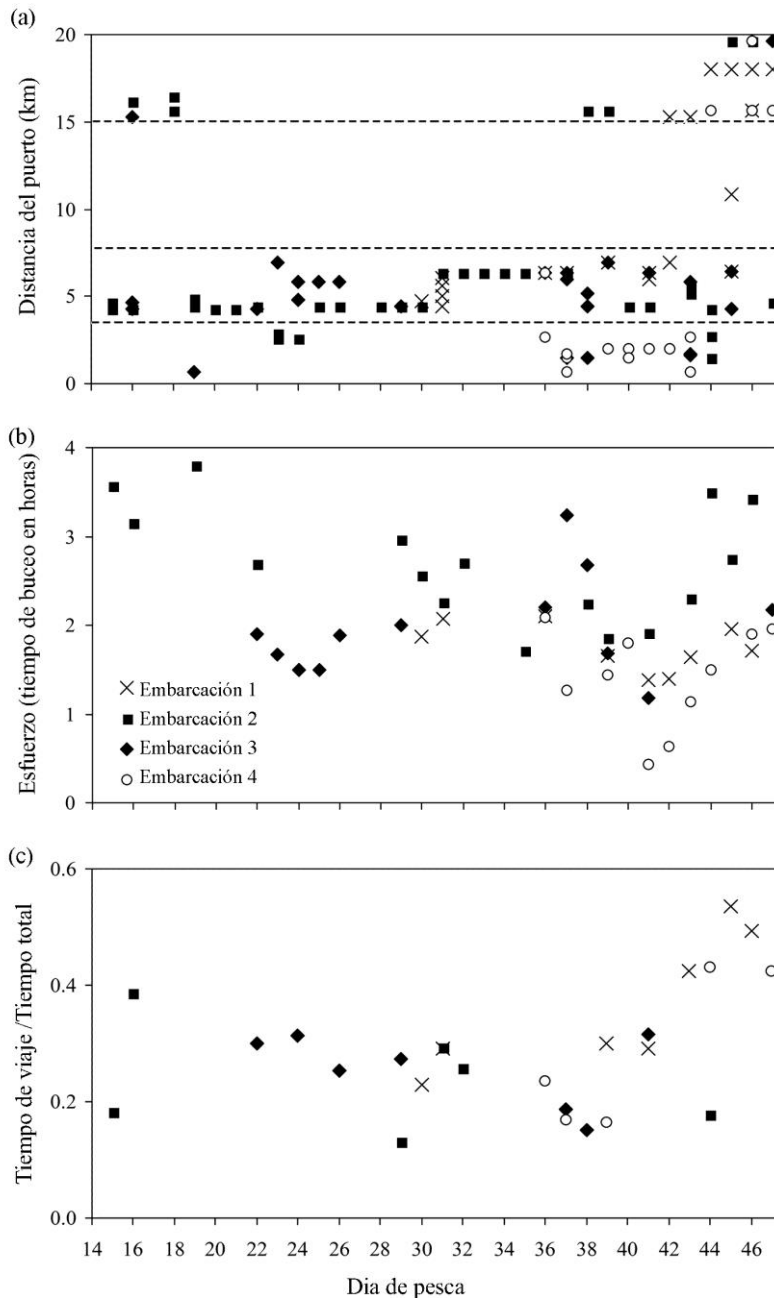 (a)
20
15
10
5
0
Distancia del puerto (km)
(b)
4
3
2
1
0
Esfuerzo (tiempo de buceo en horas)
Embarcación 1
Embarcación 2
Embarcación 3
Embarcación 4
(c)
0.6
0.4
0.2
0.0
Tiempo de viaje /Tiempo total
14 16 18 20 22 24 26 28 30 32 34 36 38 40 42 44 46
Dia de pesca